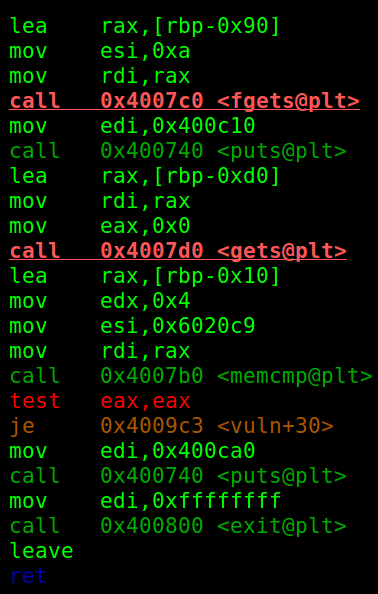 lea rax,[rbp-0x90]
mov esi,0xa
mov rdi,rax
call 0x4007c0 <fgets@plt>
mov edi,0x400c10
call 0x400740 <puts@plt>
lea rax,[rbp-0xd0]
mov rdi,rax
mov eax,0x0
call 0x4007d0 <gets@plt>
lea rax,[rbp-0x10]
mov edx,0x4
mov esi,0x6020c9
mov rdi,rax
call 0x4007b0 <memcmp@plt>
test eax,eax
je 0x4009c3 <vuln+30>
mov edi,0x400ca0
call 0x400740 <puts@plt>
mov edi,0xffffffff
call 0x400800 <exit@plt>
leave
ret